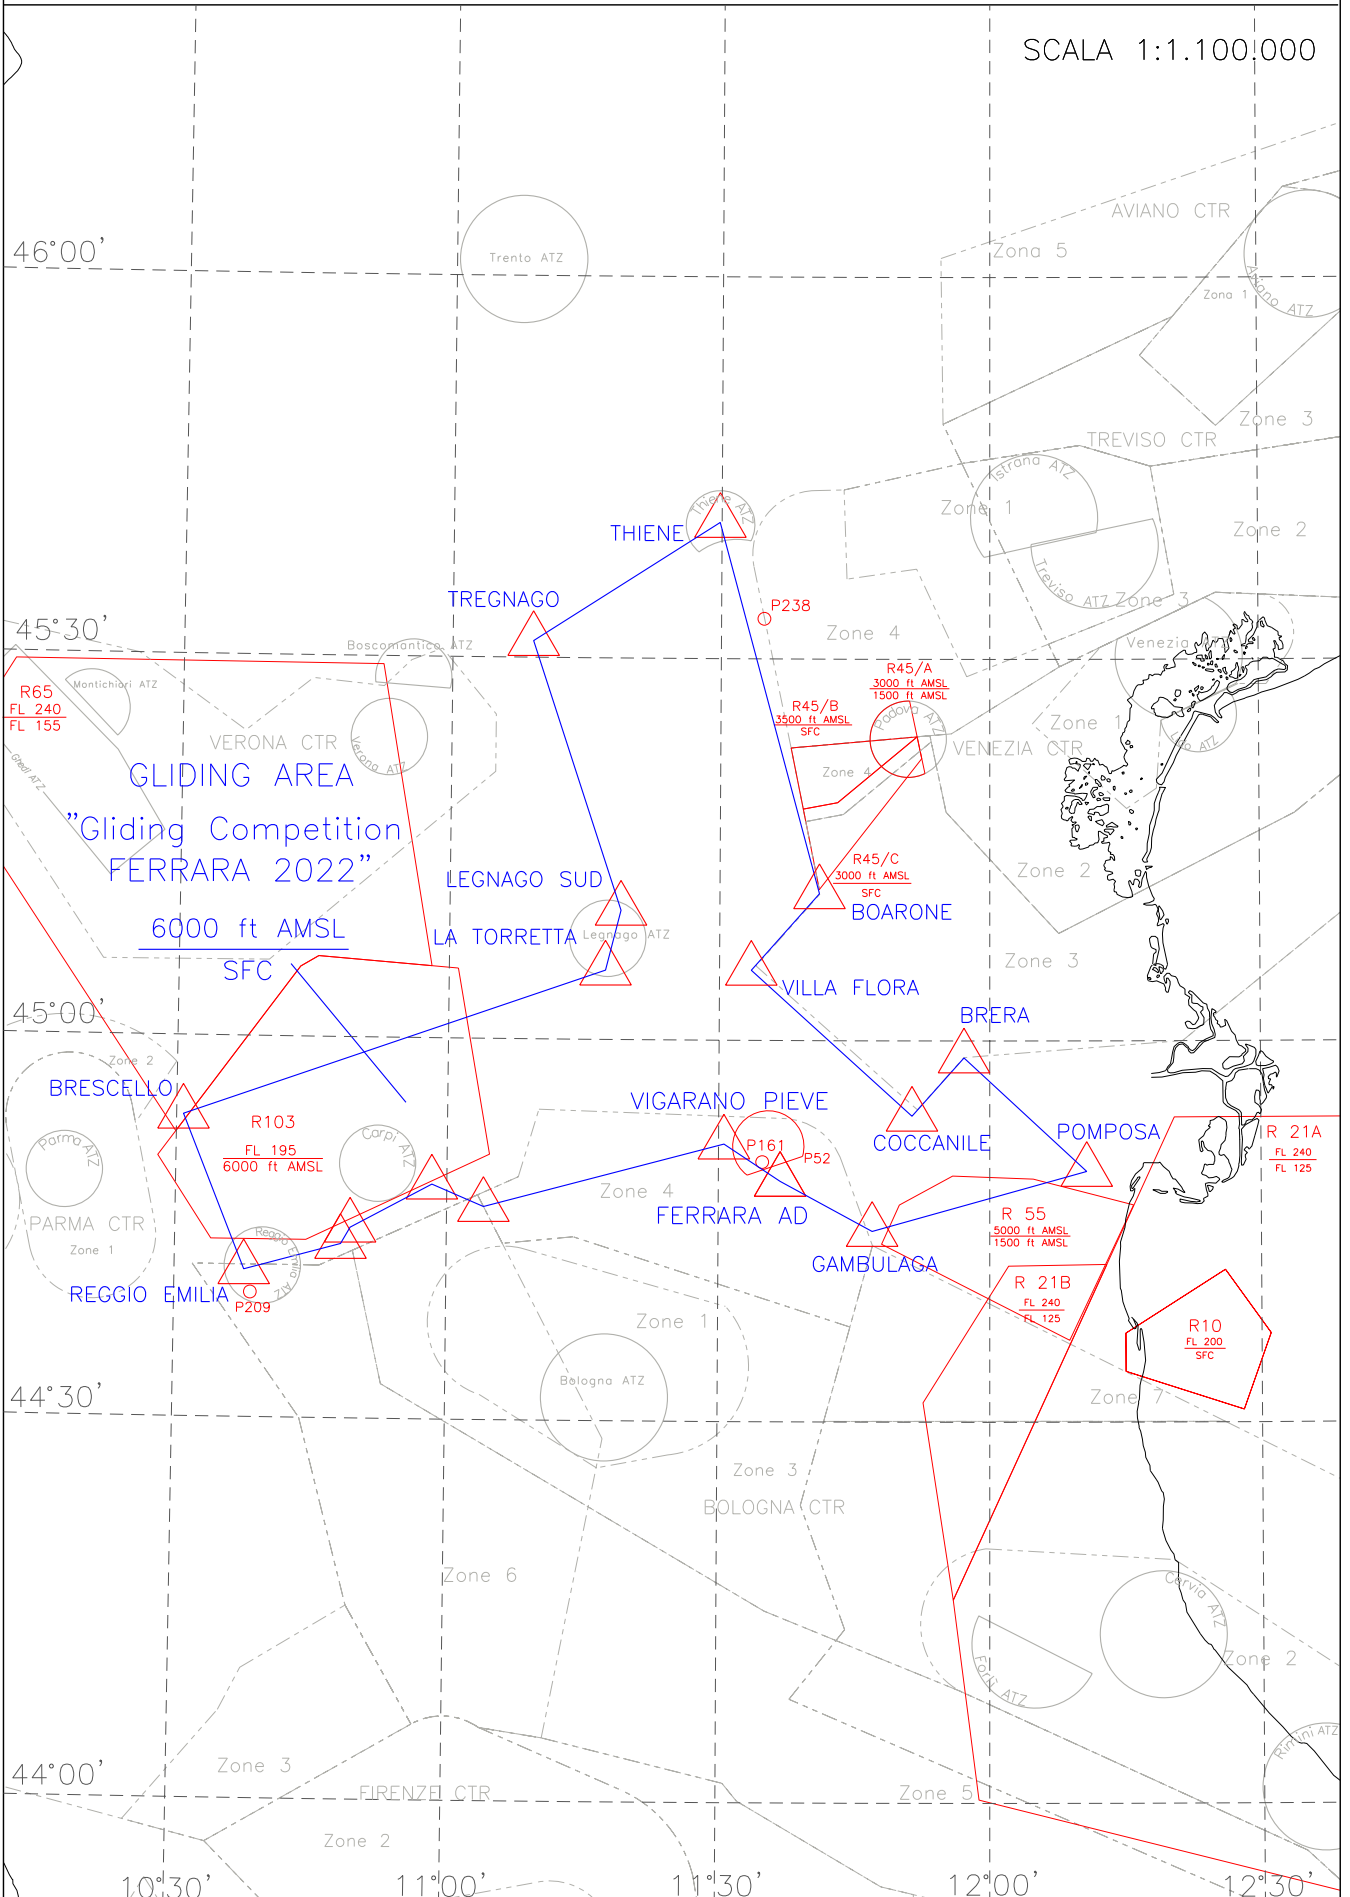 SCALA 1:1.100.000
AVIANO CTR
46°00'
Zona 5
Trento ATZ
Aviano ATZ
Zona 1
Zone 3
TREVISO CTR
Istrana ATZ
Thiene ATZ
Zone 1
THIENE
Zone 2
Treviso ATZ
Zone 3
TREGNAGO
P238
45°30'
Zone 4
Boscomantico ATZ
Venezia ATZ
R45/A
3000 ft AMSL
1500 ft AMSL
Montichiari ATZ
R65
FL 240
FL 155
R45/B
3500 ft AMSL
SFC
Padova ATZ
Zone 1
VERONA CTR
Verona ATZ
VENEZIA CTR
Lido ATZ
Ghedi ATZ
Zone 4
GLIDING AREA
"Gliding Competition
FERRARA 2022"
6000 ft AMSL
SFC
R45/C
3000 ft AMSL
SFC
Zone 2
LEGNAGO SUD
BOARONE
LA TORRETTA
Legnago ATZ
Zone 3
VILLA FLORA
45°00'
BRERA
Zone 2
BRESCELLO
VIGARANO PIEVE
R103
FL 195
6000 ft AMSL
Carpi ATZ
Parma ATZ
COCCANILE
POMPOSA
R 21A
FL 240
FL 125
P161
P52
Zone 4
FERRARA AD
R 55
5000 ft AMSL
1500 ft AMSL
PARMA CTR
Zone 1
Reggio Emilia ATZ
GAMBULAGA
REGGIO EMILIA
P209
R 21B
FL 240
FL 125
Zone 1
R10
FL 200
SFC
Bologna ATZ
44°30'
Zone 7
Zone 3
BOLOGNA CTR
Zone 6
Cervia ATZ
Forlì ATZ
Zone 2
Rimini ATZ
Zone 3
44°00'
FIRENZE CTR
Zone 5
Zone 2
10°30'
11°00'
11°30'
12°00'
12°30'